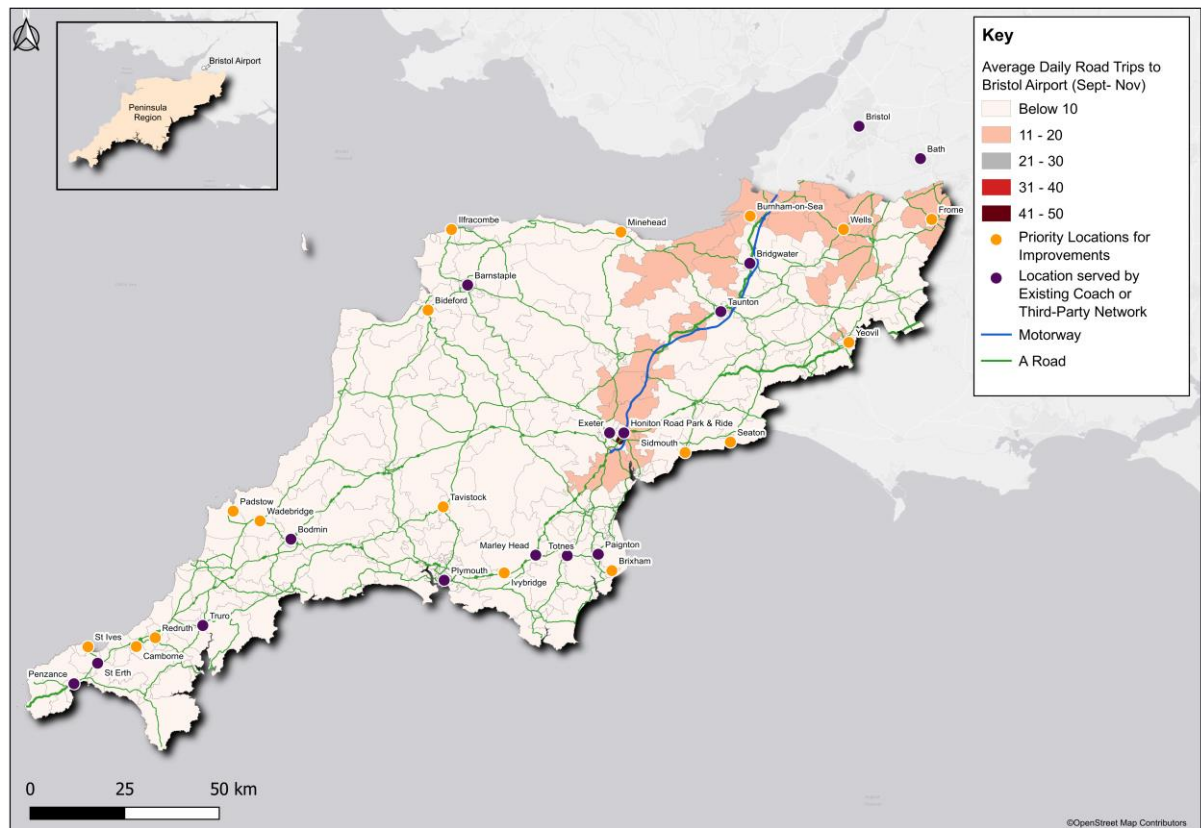 Bristol Airport
Peninsula
Region
Key
Average Daily Road Trips to
Bristol Airport (Sept- Nov)
Below 10
11 - 20
21 - 30
31 - 40
41 - 50
Priority Locations for
Improvements
Location served by
Existing Coach or
Third-Party Network
Motorway
A Road
Bristol
Bath
Burnham-on-Sea
Wells
Frome
Ilfracombe
Minehead
Bridgwater
Barnstaple
Bideford
Taunton
Yeovil
Exeter
Honiton Road Park & Ride
Sidmouth
Seaton
Padstow
Wadebridge
Tavistock
Bodmin
Marley Head
Totnes
Paignton
Brixham
Plymouth
Ivybridge
Truro
St Ives
Redruth
Camborne
St Erth
Penzance
0
25
50 km
©OpenStreet Map Contributors